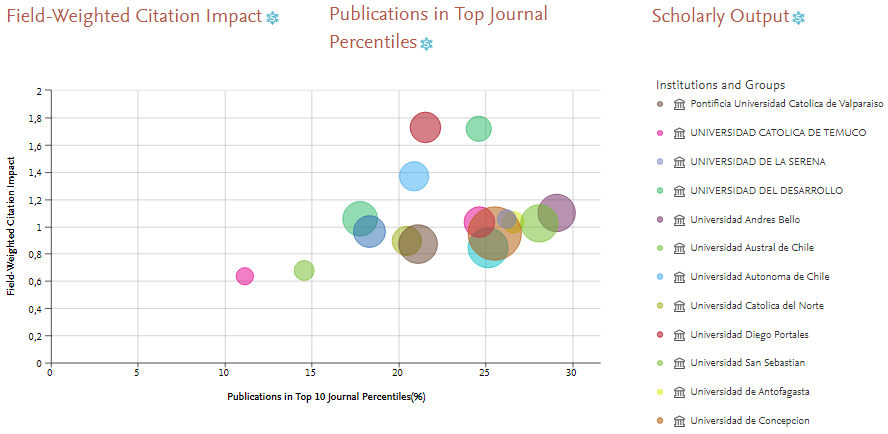 Field-Weighted Citation Impact
Publications in Top Journal
Percentiles
Scholarly Output
Institutions and Groups
Pontificia Universidad Catolica de Valparaiso
UNIVERSIDAD CATOLICA DE TEMUCO
UNIVERSIDAD DE LA SERENA
UNIVERSIDAD DEL DESARROLLO
Universidad Andres Bello
Universidad Austral de Chile
Universidad Autonoma de Chile
Universidad Catolica del Norte
Universidad Diego Portales
Universidad San Sebastian
Universidad de Antofagasta
Universidad de Concepcion
Field-Weighted Citation Impact
2
1,8
1,6
1,4
1,2
1
0,8
0,6
0,4
0,2
0
0 5 10 15 20 25 30
Publications in Top 10 Journal Percentiles(%)